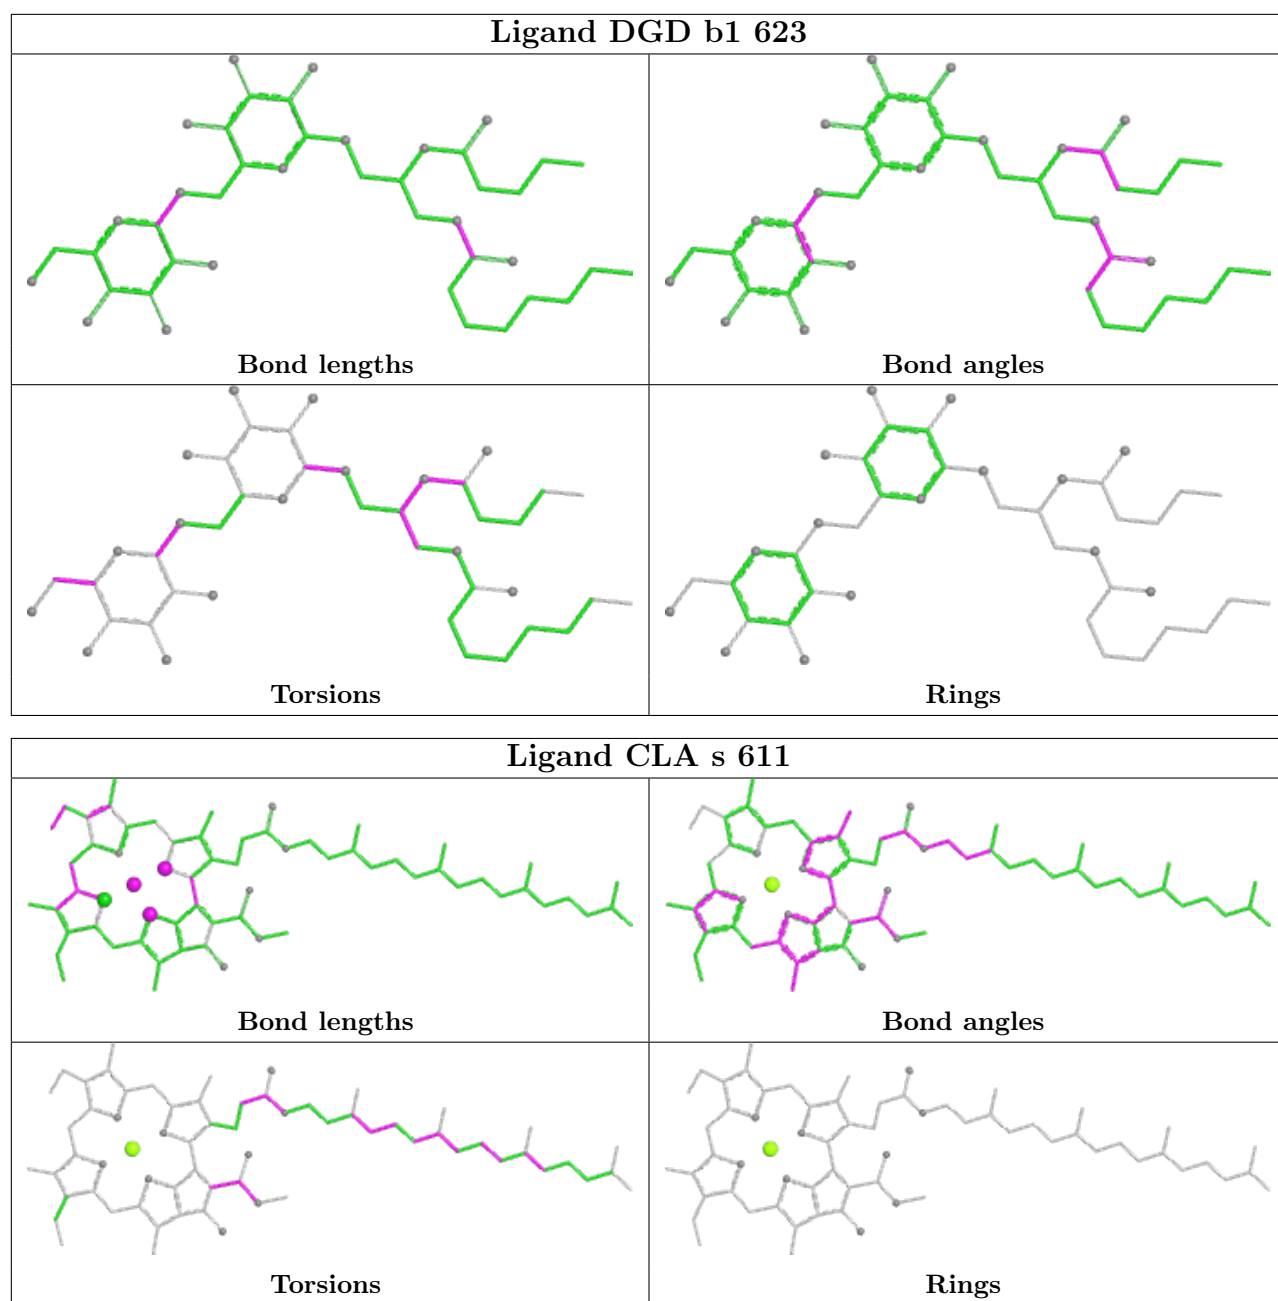 Ligand DGD b1 623
Bond lengths
Bond angles
Torsions
Rings
Ligand CLA s 611
Bond lengths
Bond angles
Torsions
Rings